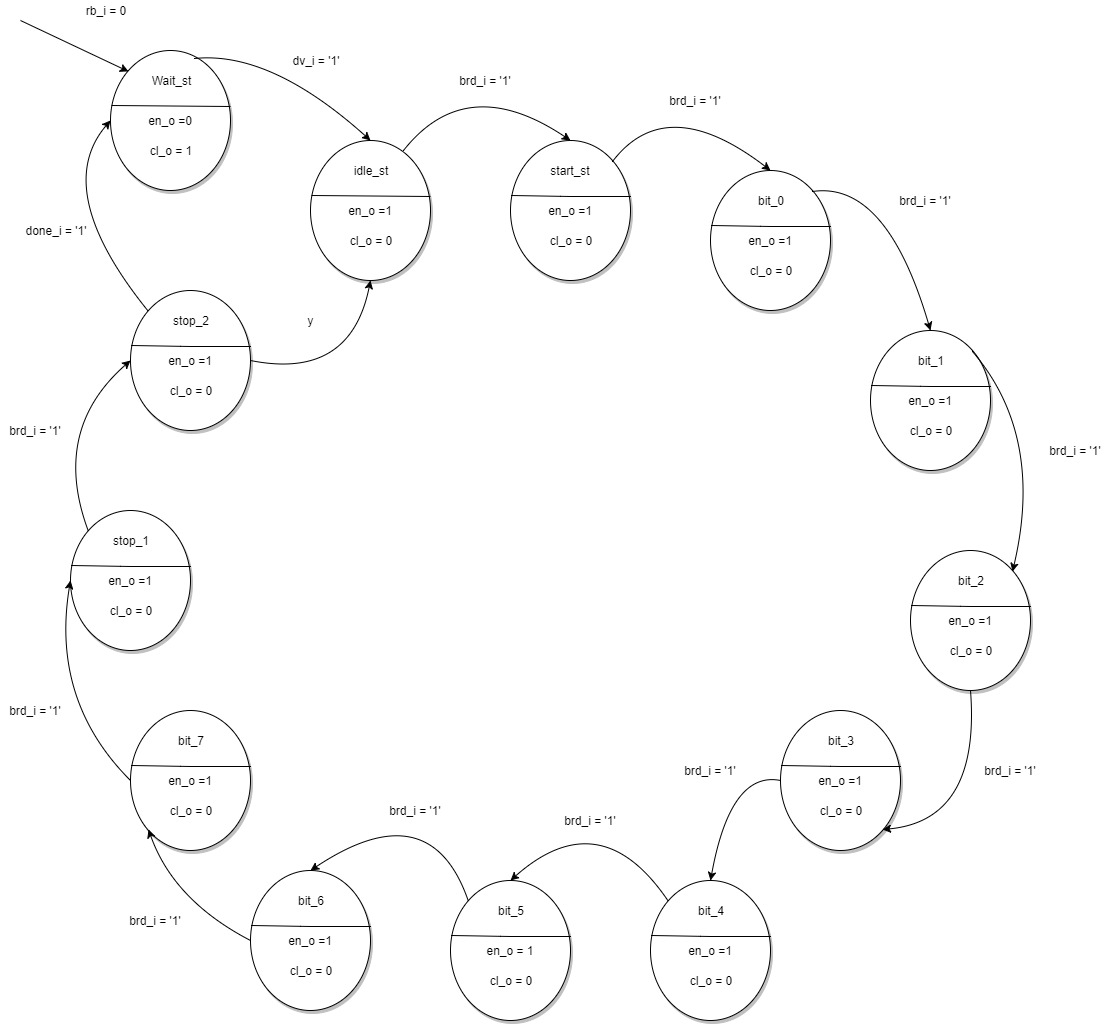 rb_i = 0
Wait_st
en_o =0
cl_o = 1
dv_i = '1'
idle_st
en_o =1
cl_o = 0
brd_i = '1'
start_st
en_o =1
cl_o = 0
brd_i = '1'
bit_0
en_o =1
cl_o = 0
brd_i = '1'
bit_1
en_o =1
cl_o = 0
brd_i = '1'
bit_2
en_o =1
cl_o = 0
brd_i = '1'
bit_3
en_o =1
cl_o = 0
brd_i = '1'
bit_4
en_o =1
cl_o = 0
brd_i = '1'
bit_5
en_o = 1
cl_o = 0
brd_i = '1'
bit_6
en_o =1
cl_o = 0
brd_i = '1'
bit_7
en_o =1
cl_o = 0
brd_i = '1'
stop_1
en_o =1
cl_o = 0
brd_i = '1'
stop_2
en_o =1
cl_o = 0
done_i = '1'
y